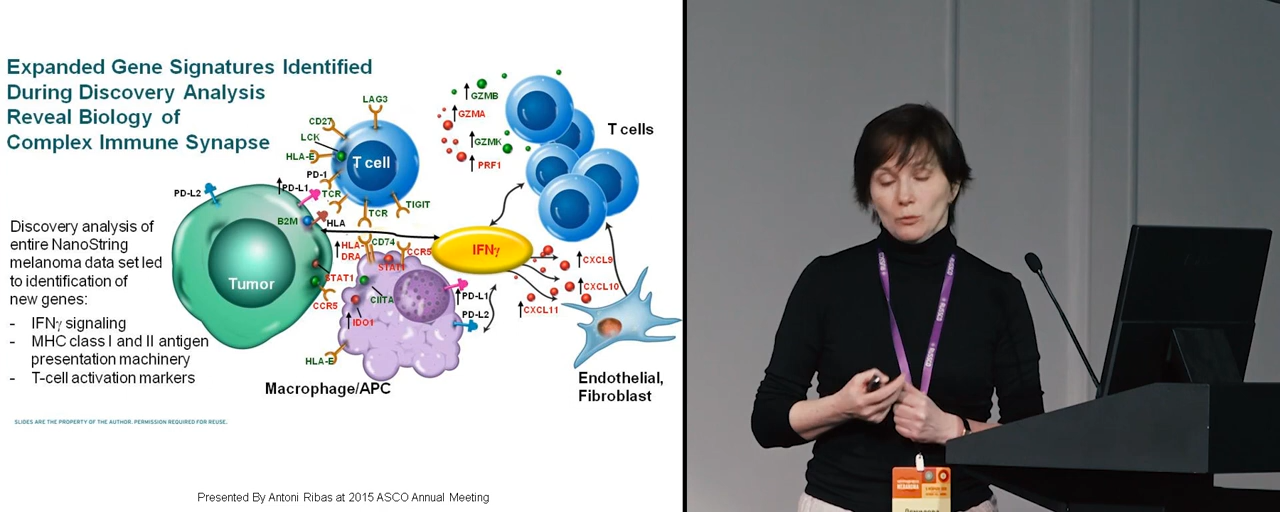 Expanded Gene Signatures Identified
During Discovery Analysis
Reveal Biology of
Complex Immune Synapse
Discovery analysis of
entire NanoString
melanoma data set led
to identification of
new genes:
- IFNγ signaling
- MHC class I and II antigen
presentation machinery
- T-cell activation markers
LAG3
CD27
LCK
HLA-E
PD-1
T cell
TCR
TCR
TIGIT
PD-L2
PD-L1
B2M
HLA
Tumor
STAT1
CCR5
HLA-
DRA
CD74
CCR5
STAT1
CIITA
IDO1
HLA-E
PD-L1
PD-L2
Macrophage/APC
IFNγ
GZMB
GZMA
GZMK
PRF1
T cells
CXCL9
CXCL10
CXCL11
Endothelial,
Fibroblast
SLIDES ARE THE PROPERTY OF THE AUTHOR. PERMISSION REQUIRED FOR REUSE.
Presented By Antoni Ribas at 2015 ASCO Annual Meeting
MELANOMA